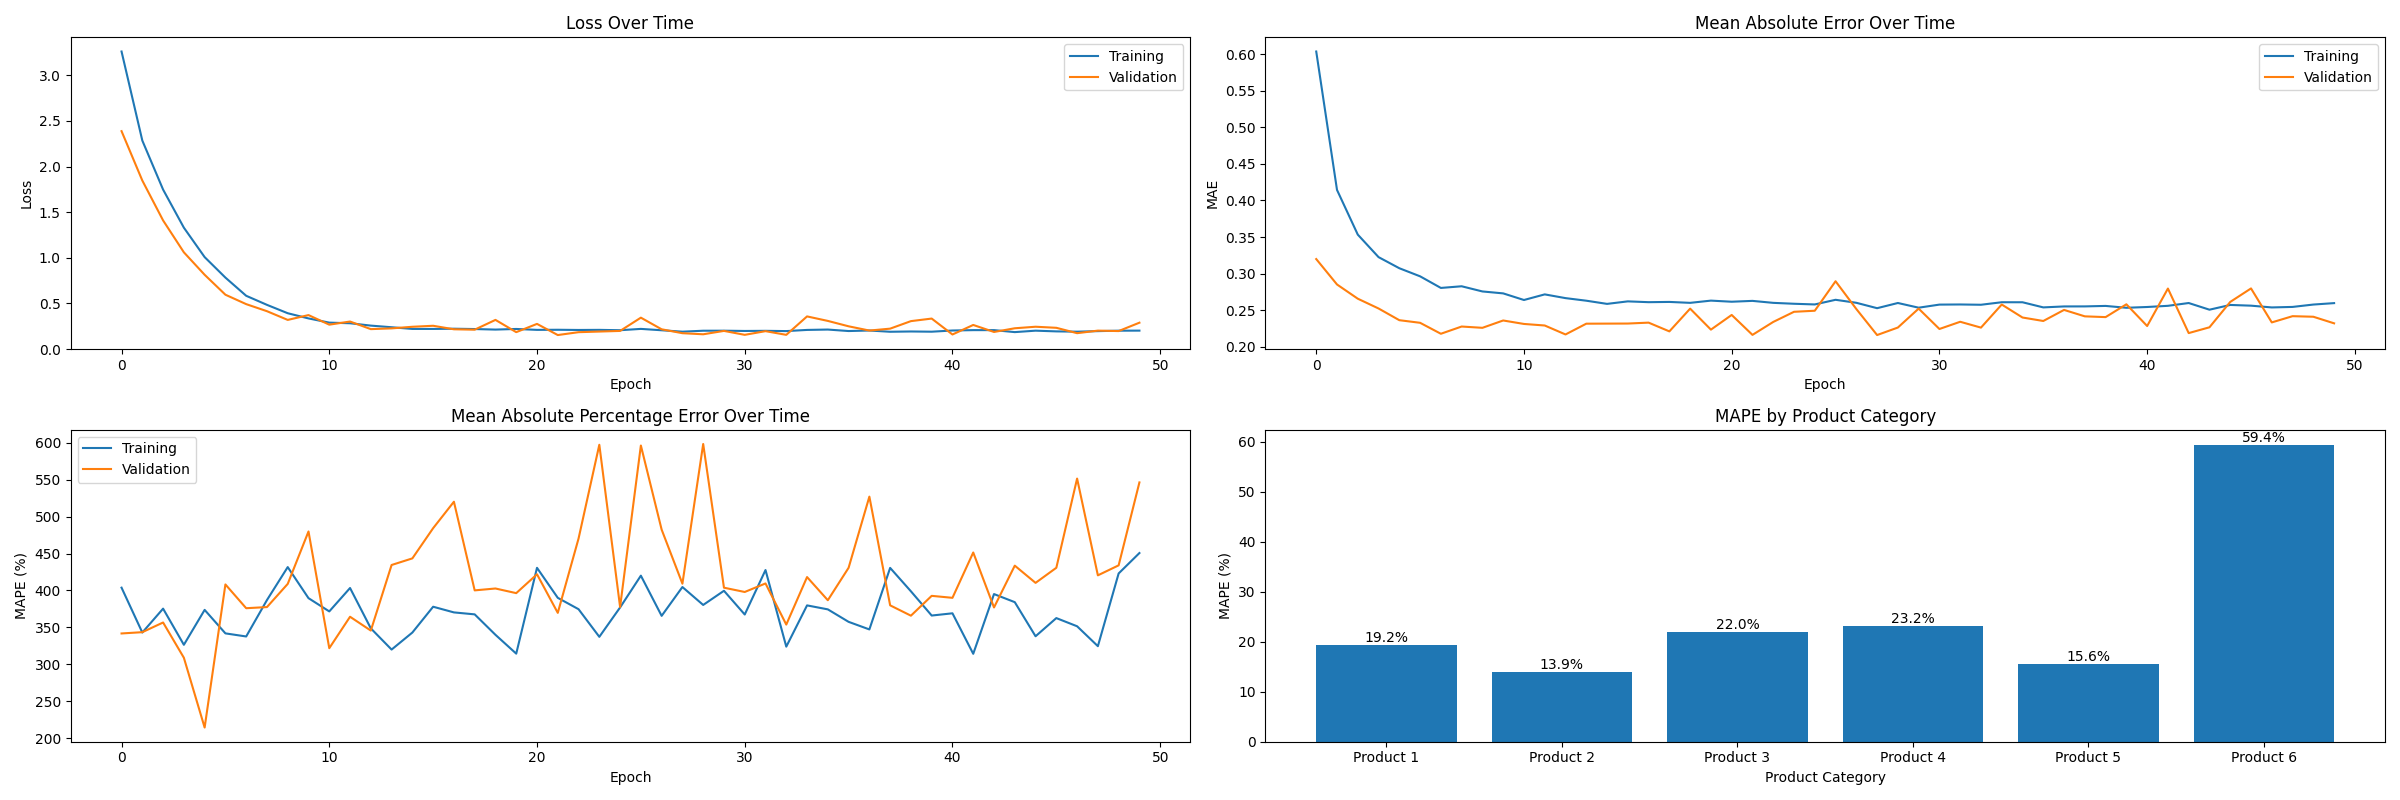 Loss Over Time
Training
Validation
3.0
2.5
2.0
1.5
1.0
0.5
0.0
Loss
0 10 20 30 40 50
Epoch
Mean Absolute Error Over Time
Training
Validation
0.60
0.55
0.50
0.45
0.40
0.35
0.30
0.25
0.20
MAE
0 10 20 30 40 50
Epoch
Mean Absolute Percentage Error Over Time
Training
Validation
600
550
500
450
400
350
300
250
200
MAPE (%)
0 10 20 30 40 50
Epoch
MAPE by Product Category
60
50
40
30
20
10
0
MAPE (%)
19.2% 13.9% 22.0% 23.2% 15.6% 59.4%
Product 1 Product 2 Product 3 Product 4 Product 5 Product 6
Product Category